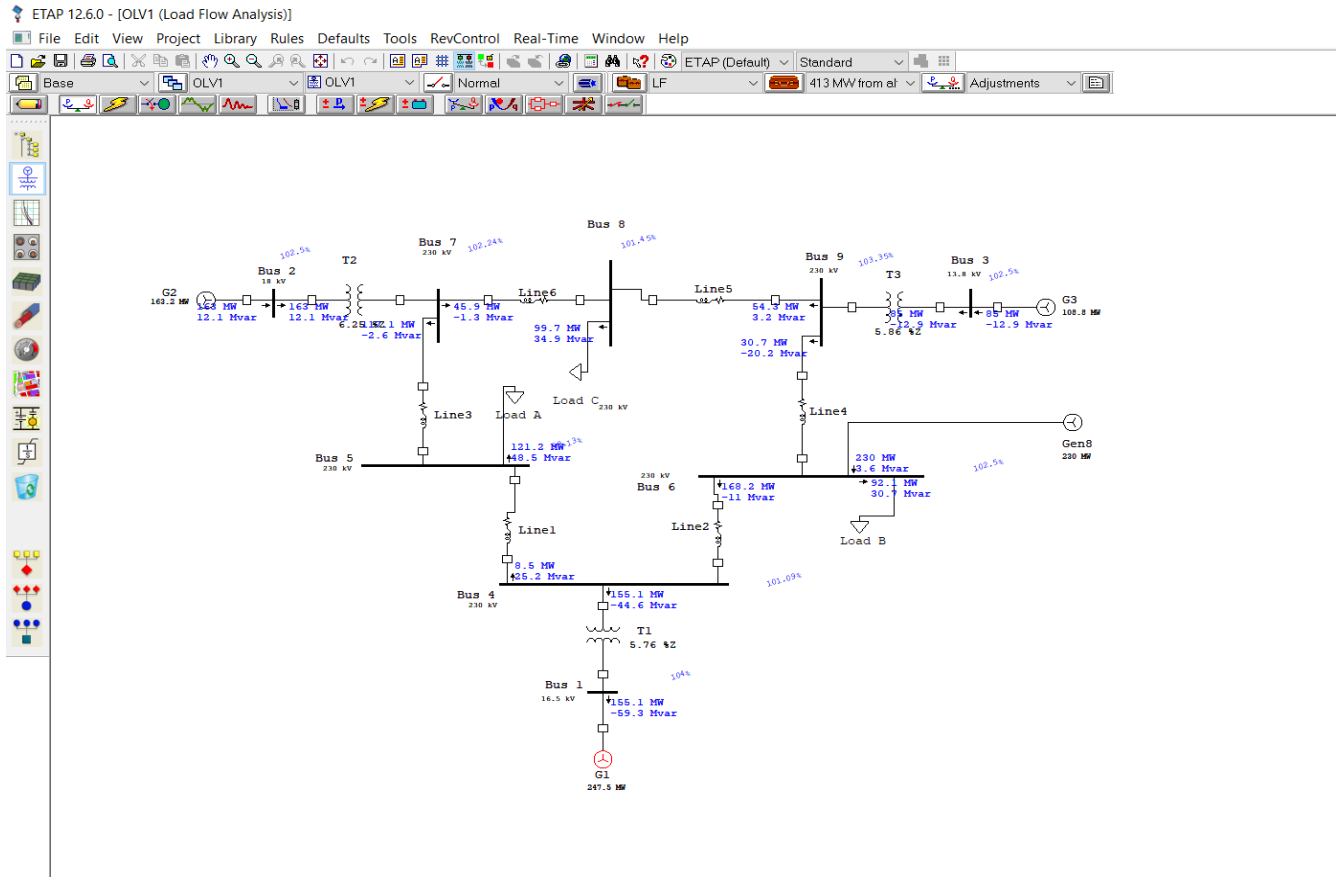 ETAP 12.6.0 - [OLV1 (Load Flow Analysis)]
File Edit View Project Library Rules Defaults Tools RevControl Real-Time Window Help
ETAP (Default) Standard
Base OLV1 OLV1 Normal LF 413 MW from al Adjustments
Bus 8
101.45%
Bus 7
230 kV
102.24%
102.5%
T2
Bus 2
18 kV
Bus 9
230 kV
103.35%
T3
Bus 3
13.8 kV
102.5%
G2
163.2 MW
163 MW
12.1 Mvar
163 MW
12.1 Mvar
6.25 %Z
MW
-2.6 Mvar
45.9 MW
-1.3 Mvar
Line6
99.7 MW
34.9 Mvar
Line5
54.3 MW
3.2 Mvar
30.7 MW
-20.2 Mvar
85 MW
-12.9 Mvar
5.86 %Z
85 MW
-12.9 Mvar
G3
108.8 MW
Load C
230 kV
Line3
Load A
Line4
Gen8
230 MW
121.2 MW
48.5 Mvar
Bus 5
230 kV
230 kV
Bus 6
230 MW
3.6 Mvar
92.1 MW
30.7 Mvar
102.5%
168.2 MW
-11 Mvar
Line1
Line2
Load B
8.5 MW
25.2 Mvar
101.09%
Bus 4
230 kV
155.1 MW
-44.6 Mvar
T1
5.76 %Z
104%
Bus 1
16.5 kV
155.1 MW
-59.3 Mvar
G1
247.5 MW